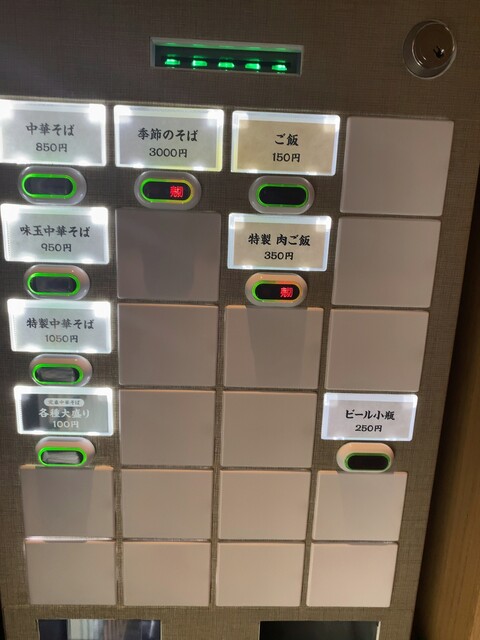 中華そば
850円
季節のそば
3000円
ご飯
150円
味玉中華そば
950円
特製 肉ご飯
350円
特製中華そば
1050円
各種大盛り
100円
ビール小瓶
250円